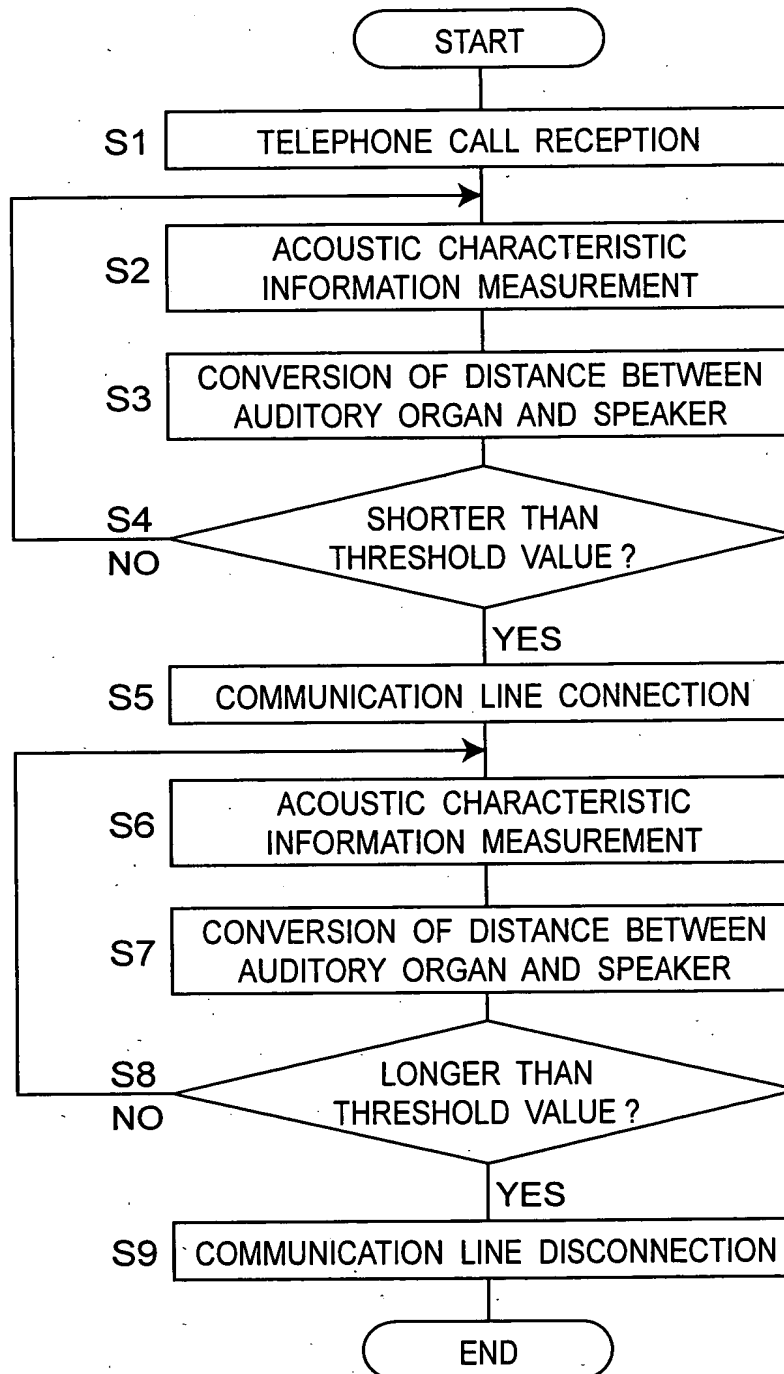 START
S1 TELEPHONE CALL RECEPTION
S2 ACOUSTIC CHARACTERISTIC
INFORMATION MEASUREMENT
S3 CONVERSION OF DISTANCE BETWEEN
AUDITORY ORGAN AND SPEAKER
S4 SHORTER THAN
NO THRESHOLD VALUE ?
YES
S5 COMMUNICATION LINE CONNECTION
S6 ACOUSTIC CHARACTERISTIC
INFORMATION MEASUREMENT
S7 CONVERSION OF DISTANCE BETWEEN
AUDITORY ORGAN AND SPEAKER
S8 LONGER THAN
NO THRESHOLD VALUE ?
YES
S9 COMMUNICATION LINE DISCONNECTION
END